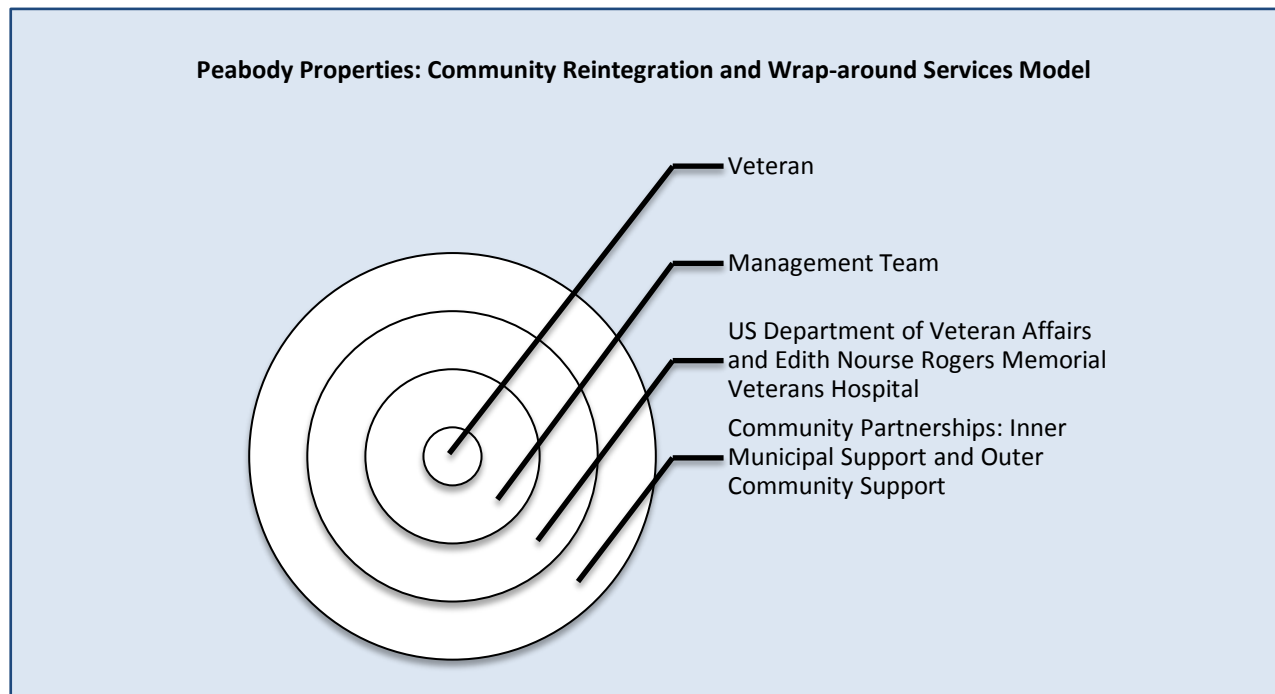 Peabody Properties: Community Reintegration and Wrap-around Services Model
Veteran
Management Team
US Department of Veteran Affairs
and Edith Nourse Rogers Memorial
Veterans Hospital
Community Partnerships: Inner
Municipal Support and Outer
Community Support